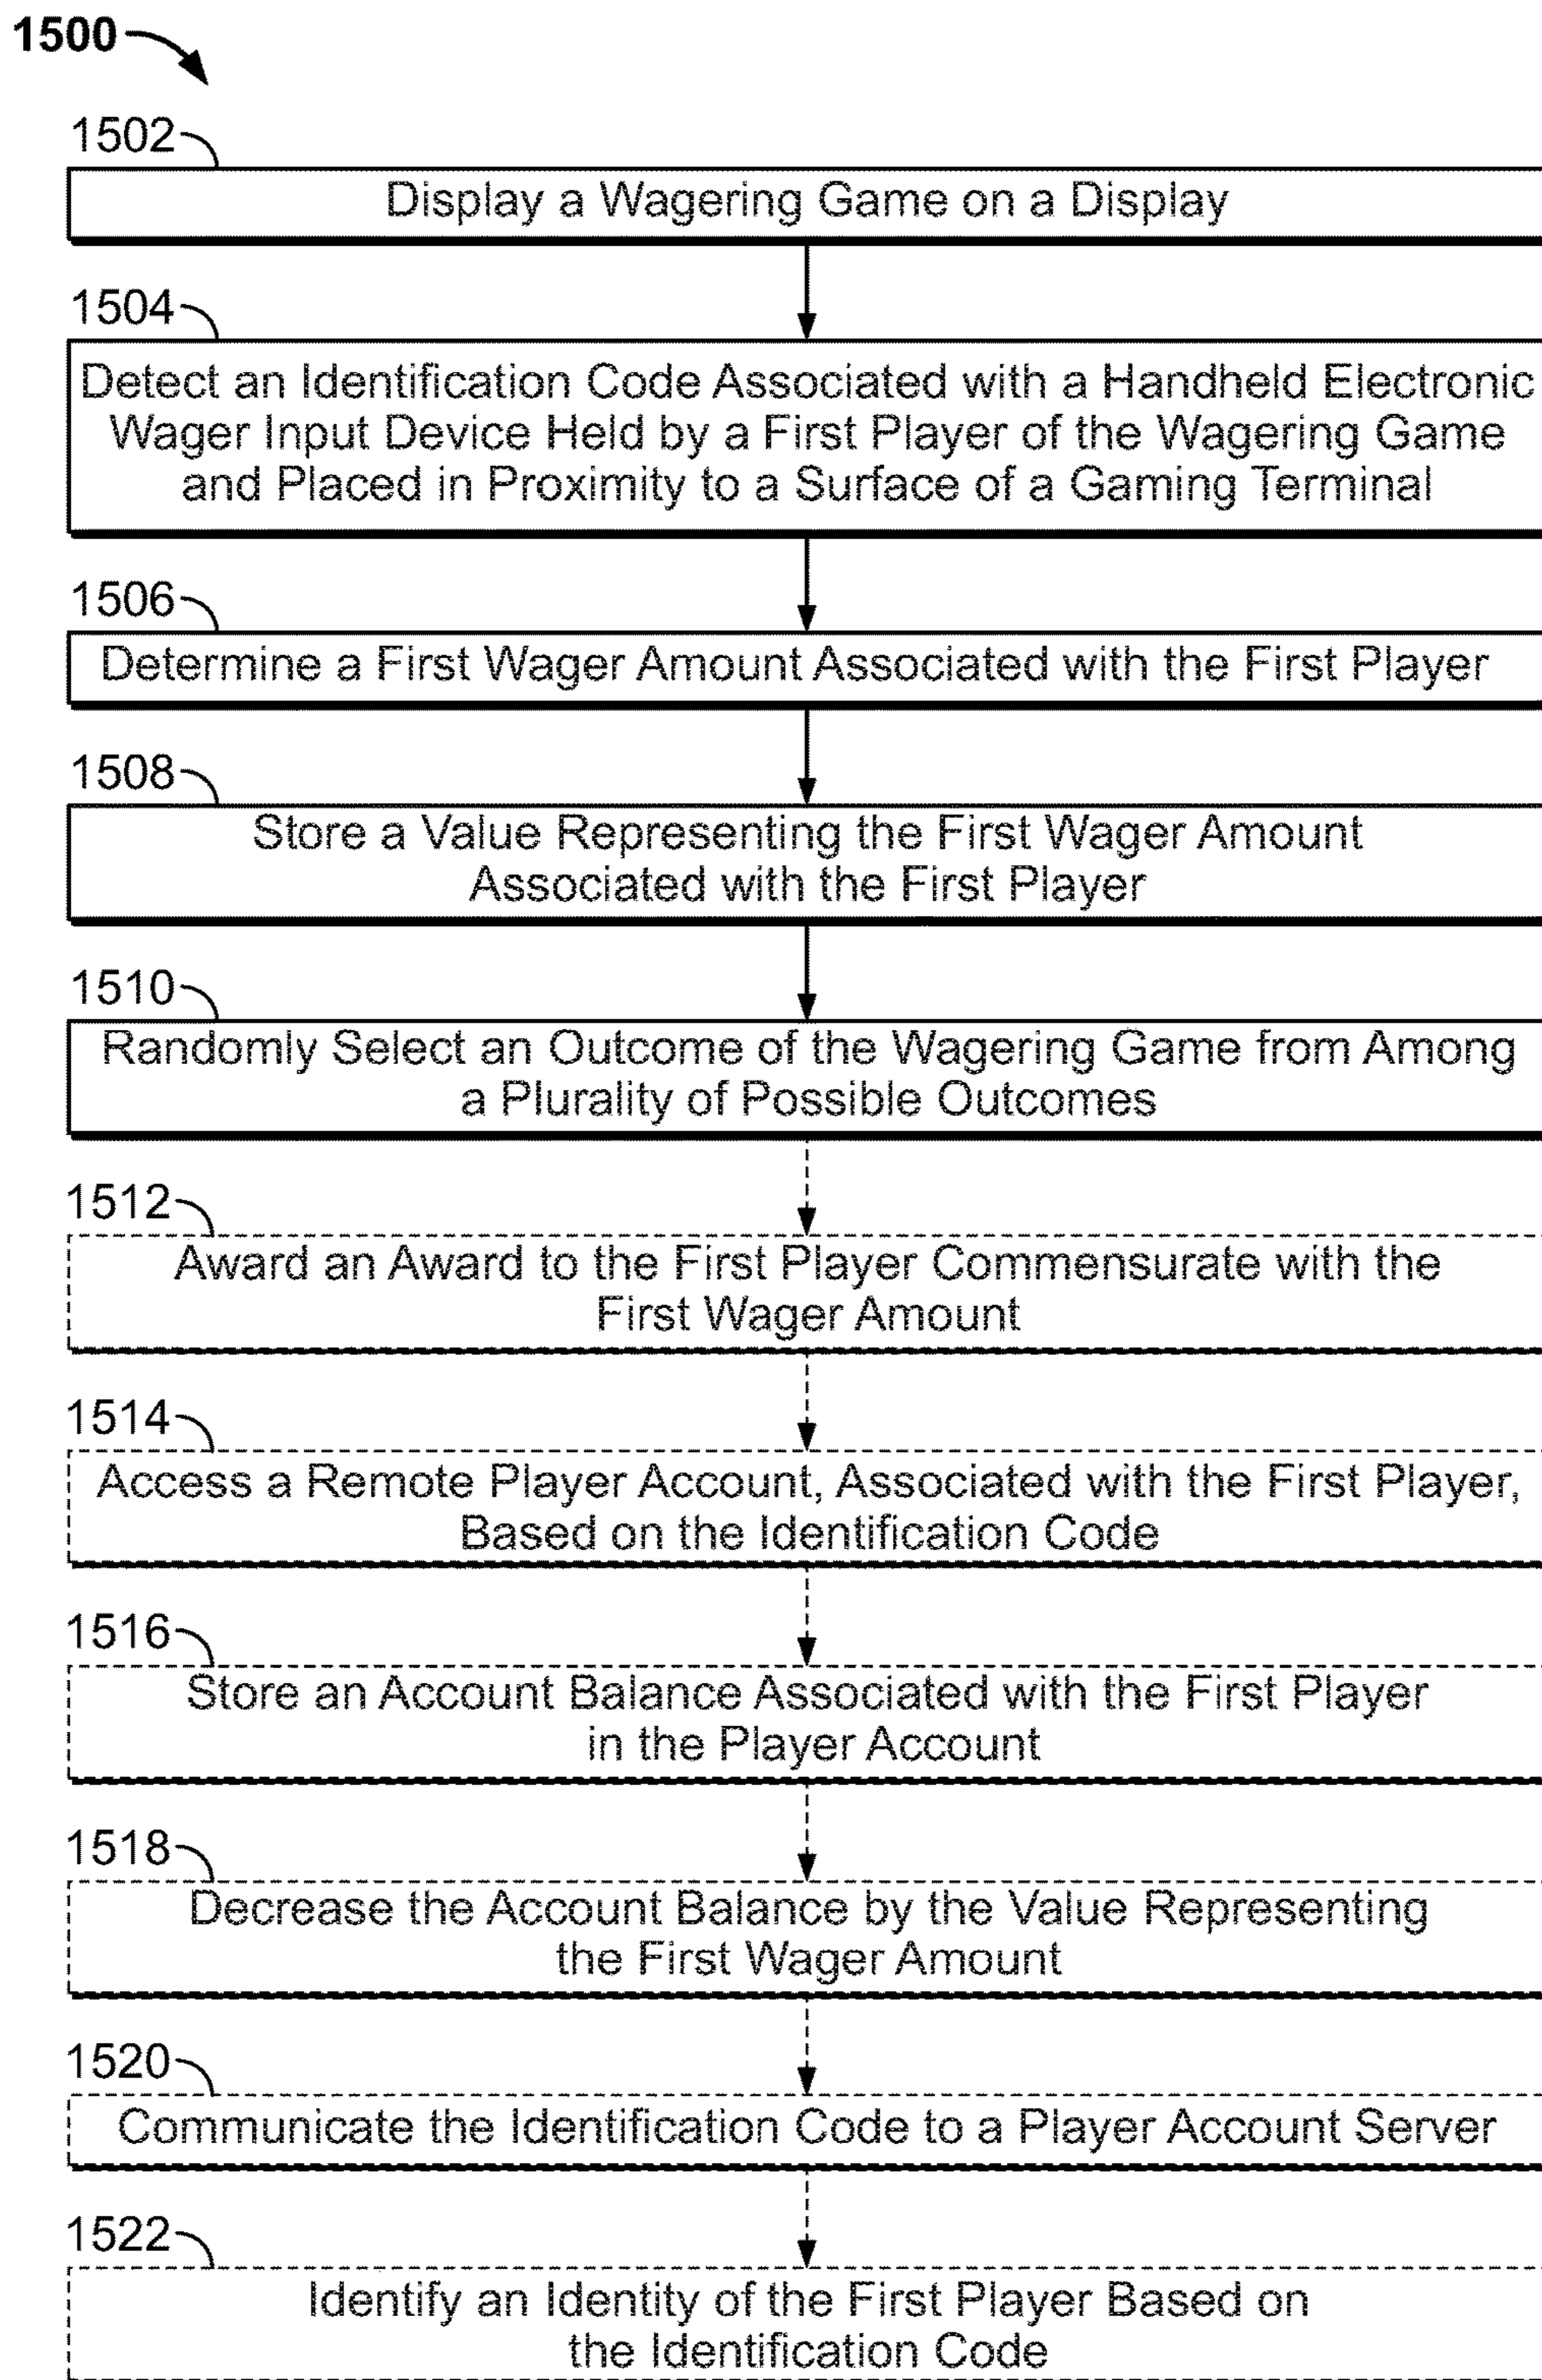 1500
1502
Display a Wagering Game on a Display
1504
Detect an Identification Code Associated with a Handheld Electronic
Wager Input Device Held by a First Player of the Wagering Game
and Placed in Proximity to a Surface of a Gaming Terminal
1506
Determine a First Wager Amount Associated with the First Player
1508
Store a Value Representing the First Wager Amount
Associated with the First Player
1510
Randomly Select an Outcome of the Wagering Game from Among
a Plurality of Possible Outcomes
1512
Award an Award to the First Player Commensurate with the
First Wager Amount
1514
Access a Remote Player Account, Associated with the First Player,
Based on the Identification Code
1516
Store an Account Balance Associated with the First Player
in the Player Account
1518
Decrease the Account Balance by the Value Representing
the First Wager Amount
1520
Communicate the Identification Code to a Player Account Server
1522
Identify an Identity of the First Player Based on
the Identification Code